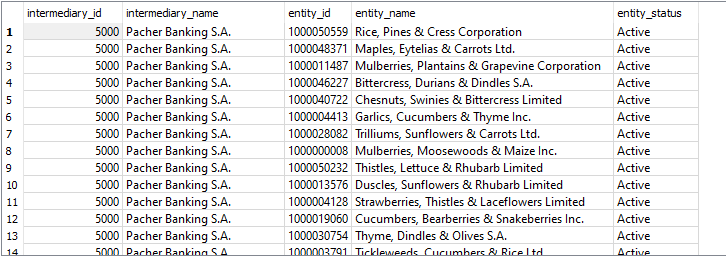 intermediary_id intermediary_name entity_id entity_name entity_status
1 5000 Pacher Banking S.A. 1000050559 Rice, Pines & Cress Corporation Active
2 5000 Pacher Banking S.A. 1000048371 Maples, Eytelias & Carrots Ltd. Active
3 5000 Pacher Banking S.A. 1000011487 Mulberries, Plantains & Grapevine Corporation Active
4 5000 Pacher Banking S.A. 1000046227 Bittercress, Durians & Dindles S.A. Active
5 5000 Pacher Banking S.A. 1000040722 Chesnuts, Swinies & Bittercress Limited Active
6 5000 Pacher Banking S.A. 1000004413 Garlics, Cucumbers & Thyme Inc. Active
7 5000 Pacher Banking S.A. 1000028082 Trilliums, Sunflowers & Carrots Ltd. Active
8 5000 Pacher Banking S.A. 1000000008 Mulberries, Moosewoods & Maize Inc. Active
9 5000 Pacher Banking S.A. 1000050232 Thistles, Lettuce & Rhubarb Limited Active
10 5000 Pacher Banking S.A. 1000013576 Duscles, Sunflowers & Rhubarb Limited Active
11 5000 Pacher Banking S.A. 1000004128 Strawberries, Thistles & Laceflowers Limited Active
12 5000 Pacher Banking S.A. 1000019060 Cucumbers, Bearberries & Snakeberries Inc. Active
13 5000 Pacher Banking S.A. 1000030754 Thyme, Dindles & Olives S.A. Active
14 5000 Pacher Banking S.A. 1000003791 Tickleweeds, Cucumbers & Rice Ltd Active